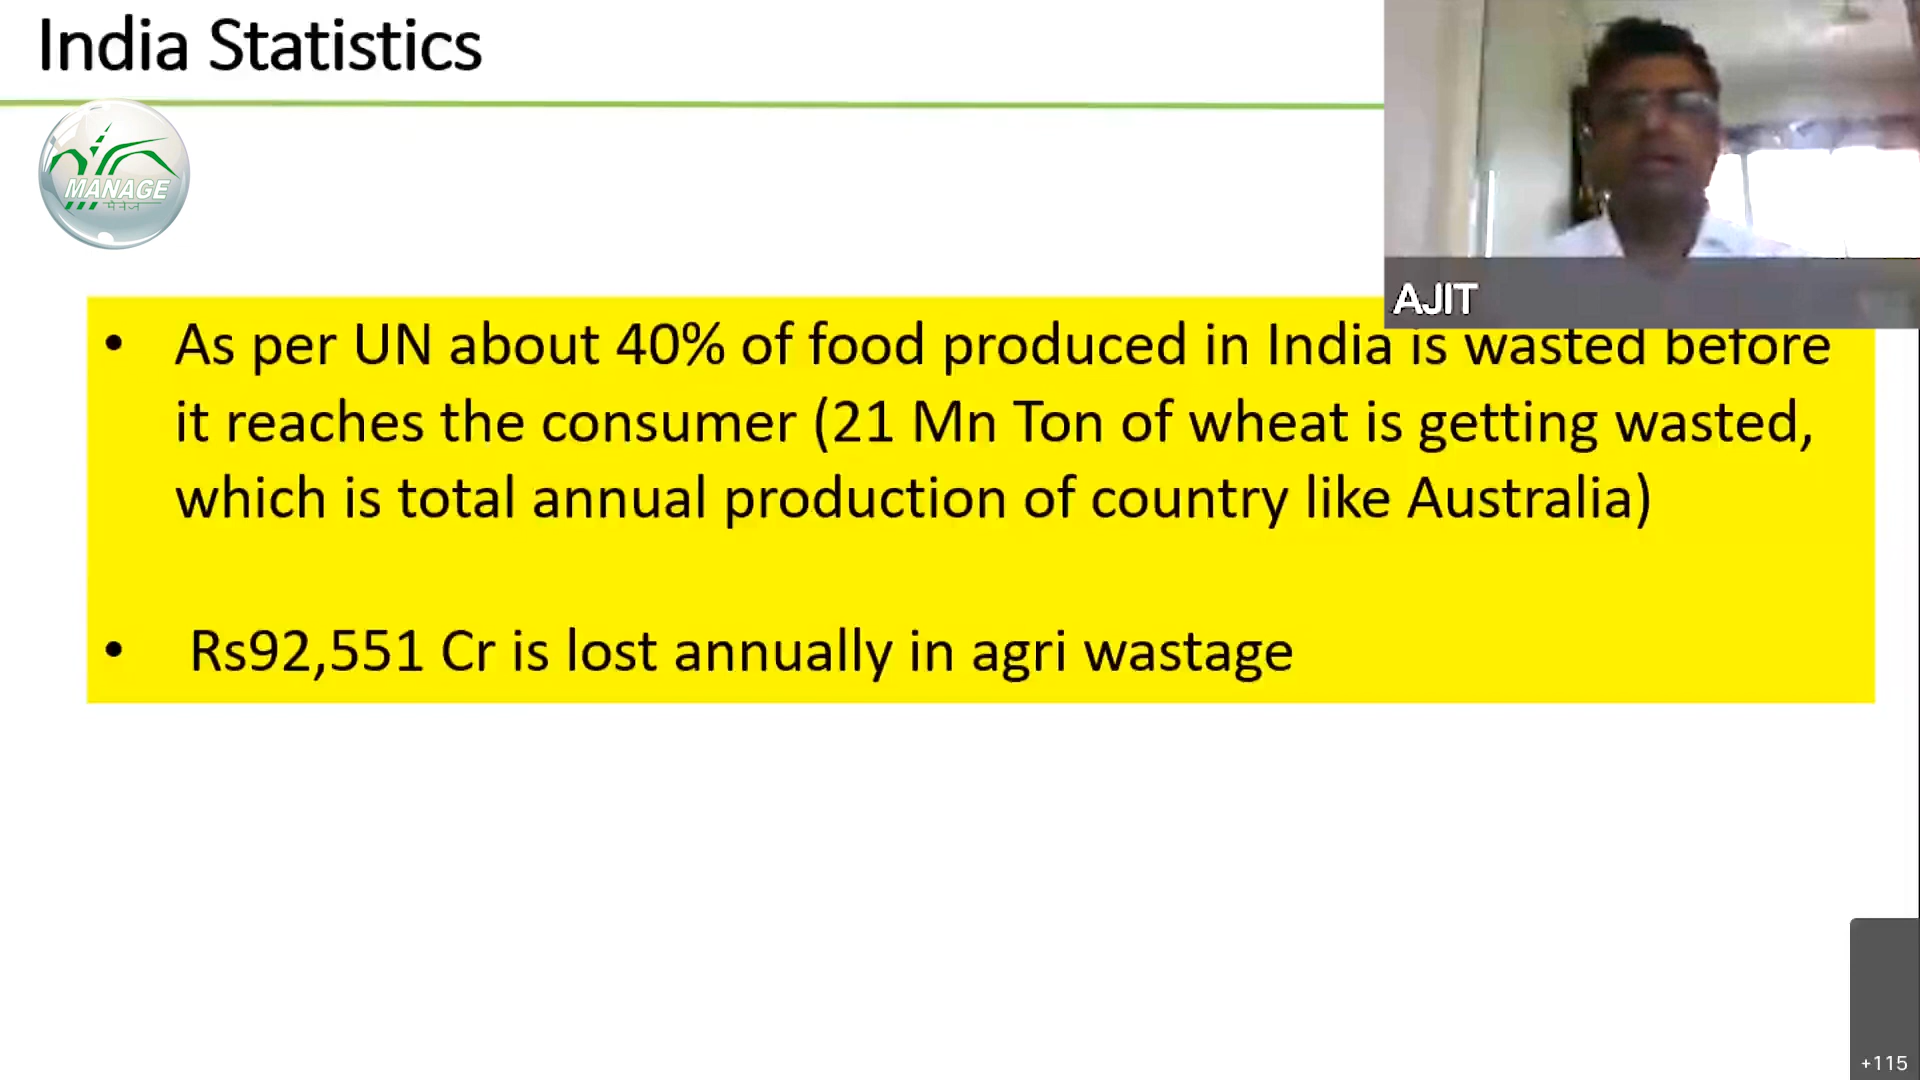 India Statistics
MANAGE
मैनेज
AJIT
• As per UN about 40% of food produced in India is wasted before
it reaches the consumer (21 Mn Ton of wheat is getting wasted,
which is total annual production of country like Australia)
• Rs92,551 Cr is lost annually in agri wastage
+115